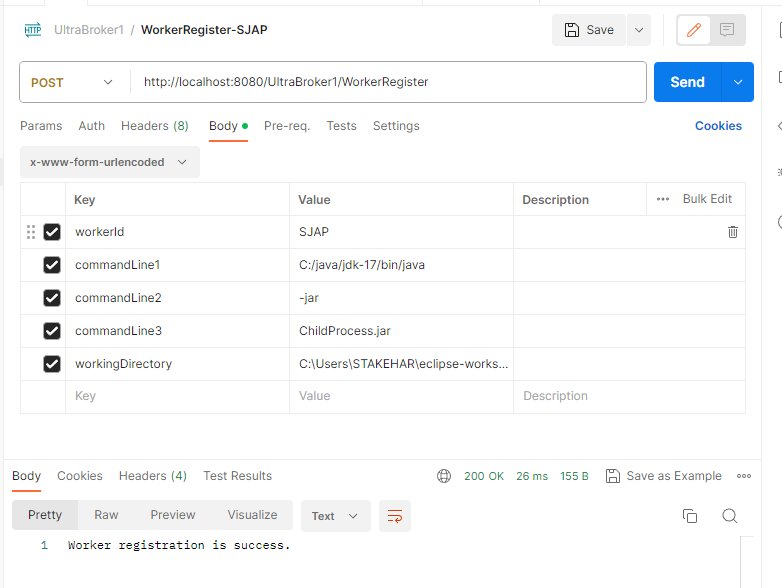 HTTP UltraBroker1 / WorkerRegister-SJAP Save
POST http://localhost:8080/UltraBroker1/WorkerRegister Send
Params Auth Headers (8) Body Pre-req. Tests Settings Cookies
x-www-form-urlencoded
Key Value Description ••• Bulk Edit
workerId SJAP
commandLine1 C:/java/jdk-17/bin/java
commandLine2 -jar
commandLine3 ChildProcess.jar
workingDirectory C:\Users\STAKEHAR\eclipse-works...
Key Value Description
Body Cookies Headers (4) Test Results 200 OK 26 ms 155 B Save as Example •••
Pretty Raw Preview Visualize Text
1 Worker registration is success.